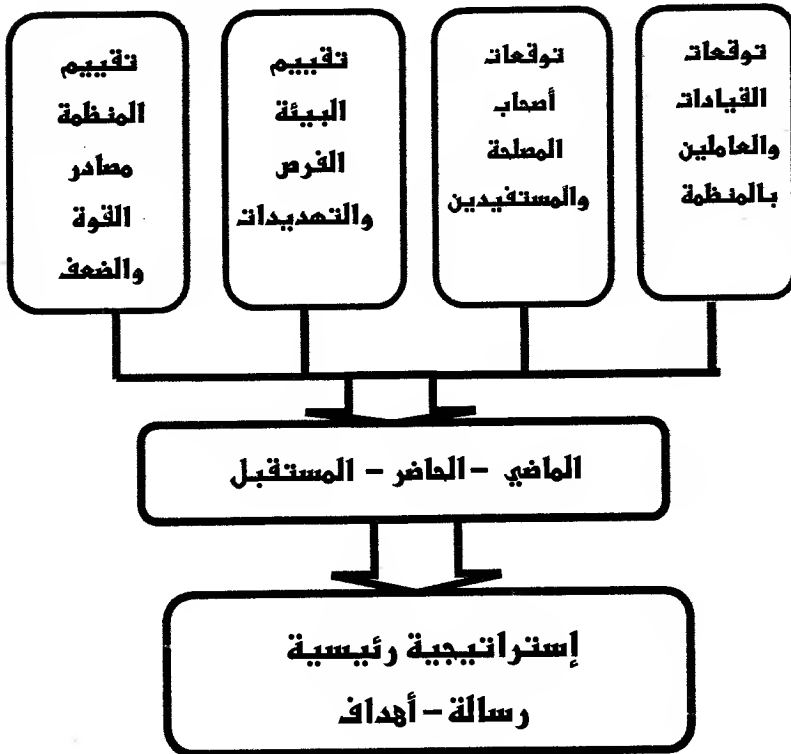 توقعات
القيادات
والعاملين
بالمنظمة
توقعات
أصحاب
المصلحة
والمستفيدين
تقييم
البيئة
الفرص
والتهديدات
تقييم
المنظمة
مصادر
القوة
والضعف
الماضي – الحاضر – المستقبل
إستراتيجية رئيسية
رسالة – أهداف